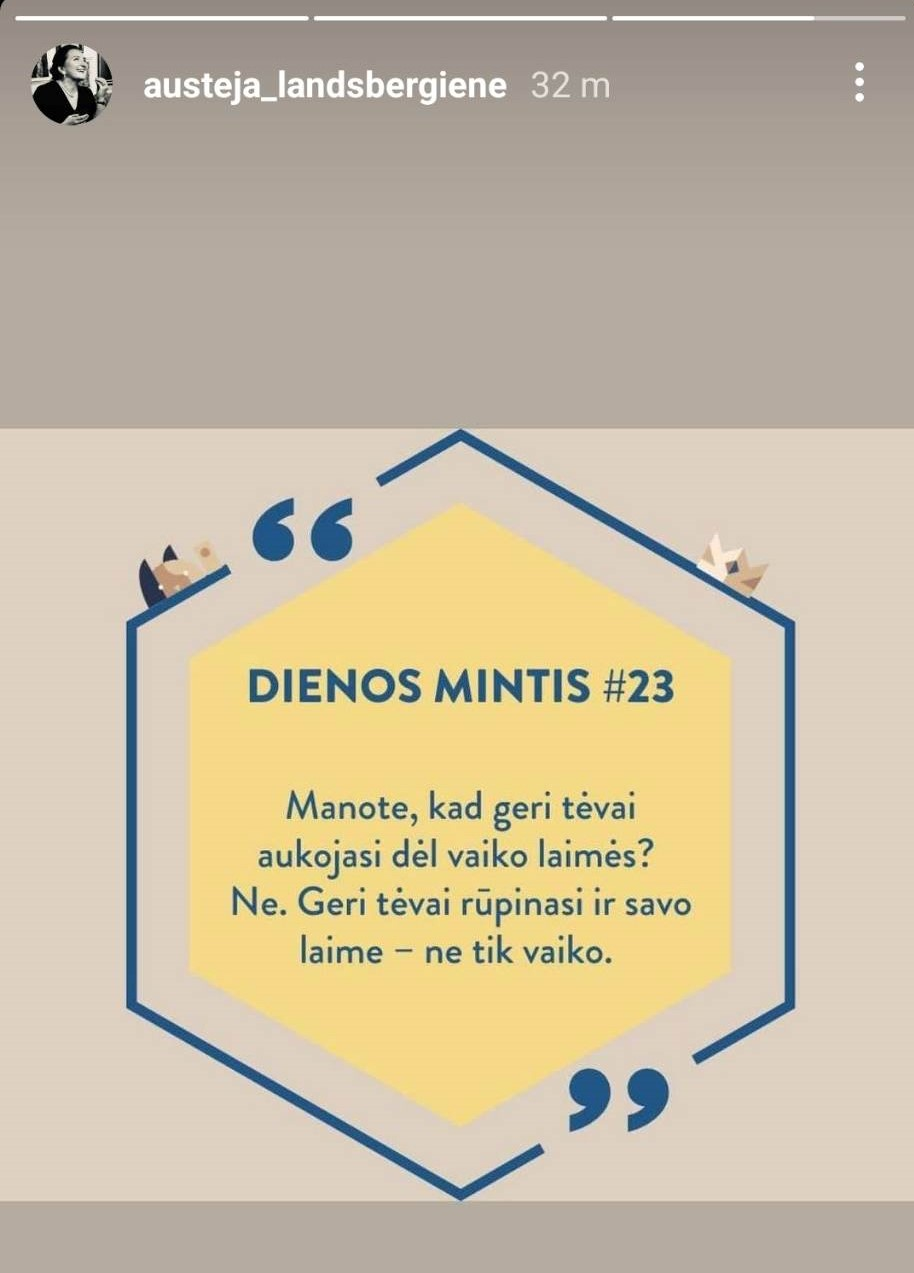 austeja_landsbergiene 32 m
“
DIENOS MINTIS #23
Manote, kad geri tėvai
aukojasi dėl vaiko laimės?
Ne. Geri tėvai rūpinasi ir savo
laime – ne tik vaiko.
”